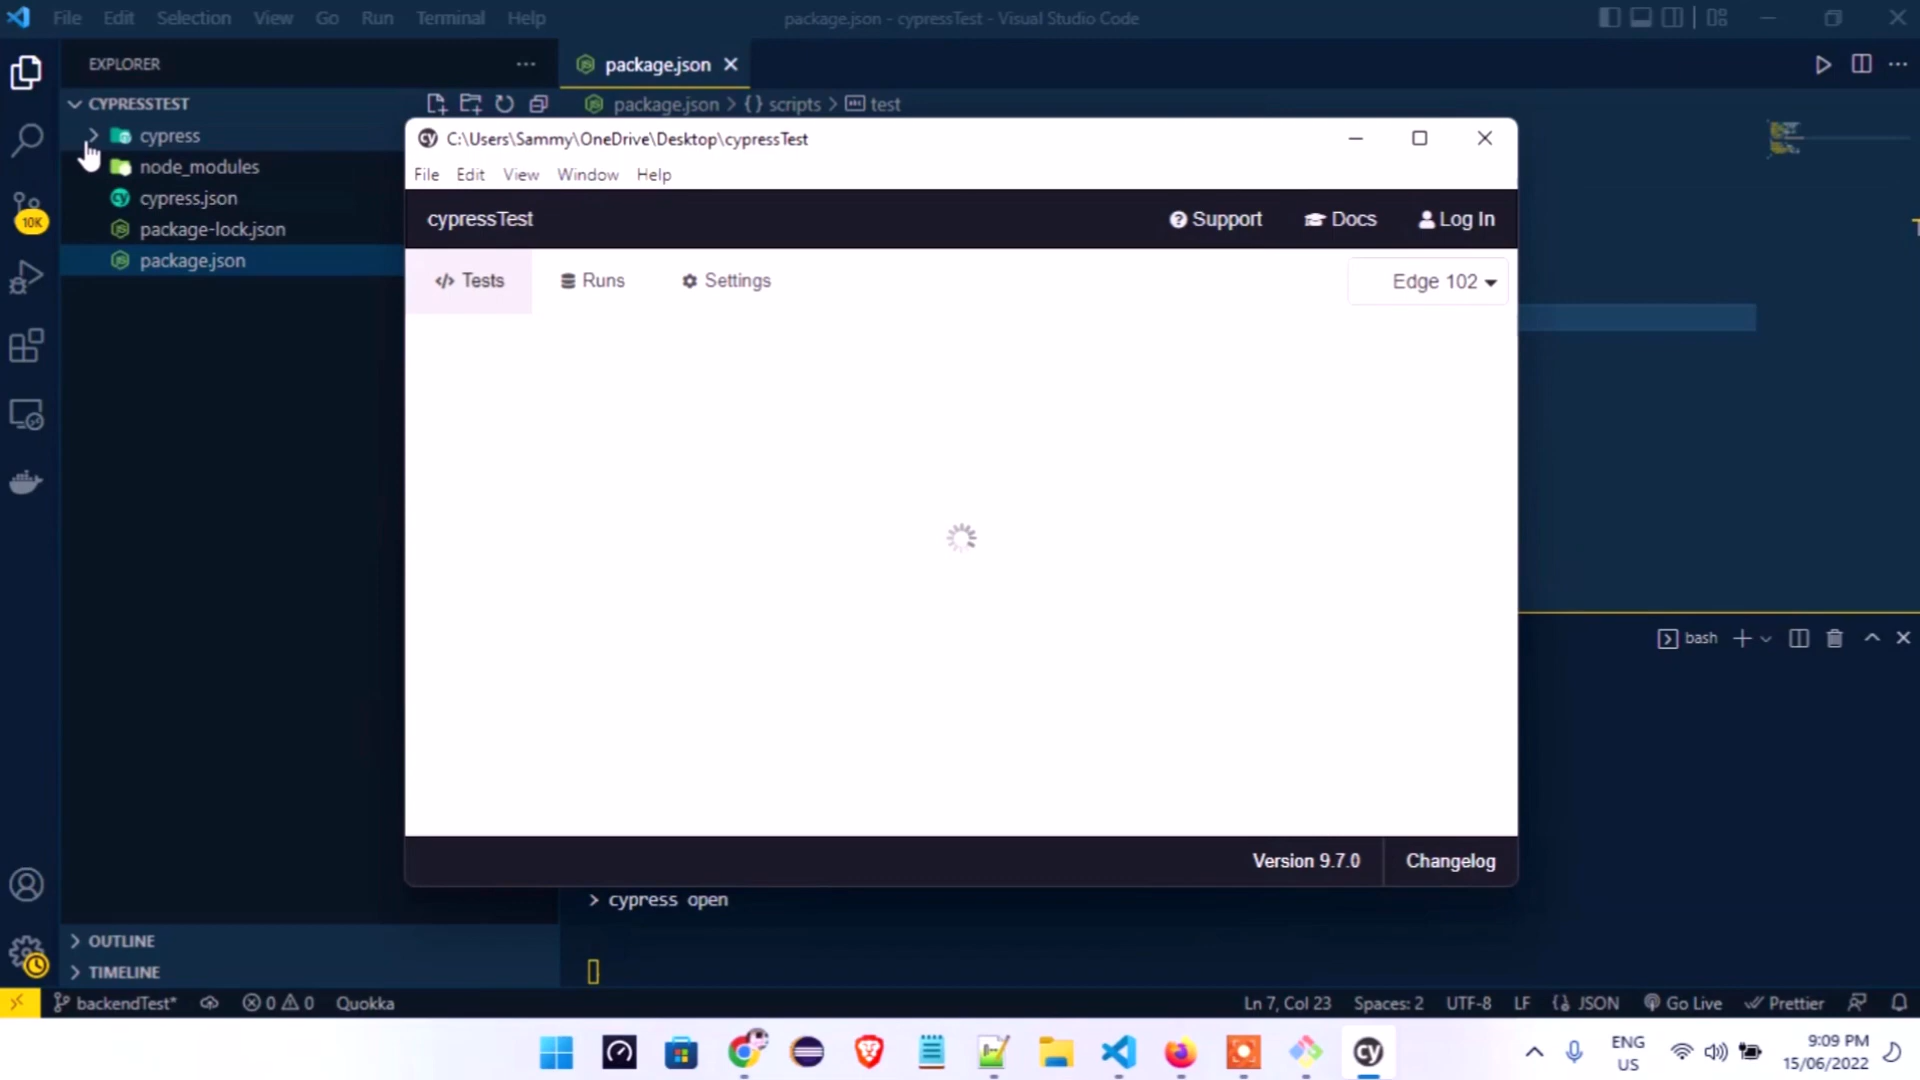 File Edit Selection View Go Run Terminal Help
package.json - cypressTest - Visual Studio Code
EXPLORER
package.json
CYPRESSTEST
package.json > {} scripts > test
cypress
node_modules
cypress.json
package-lock.json
package.json
10K
C:\Users\Sammy\OneDrive\Desktop\cypressTest
File Edit View Window Help
cypressTest
Support
Docs
Log In
</> Tests
Runs
Settings
Edge 102
Version 9.7.0
Changelog
bash
> cypress open
OUTLINE
TIMELINE
backendTest*
0 0
Quokka
Ln 7, Col 23
Spaces: 2
UTF-8
LF
JSON
Go Live
Prettier
cy
ENG
US
9:09 PM
15/06/2022